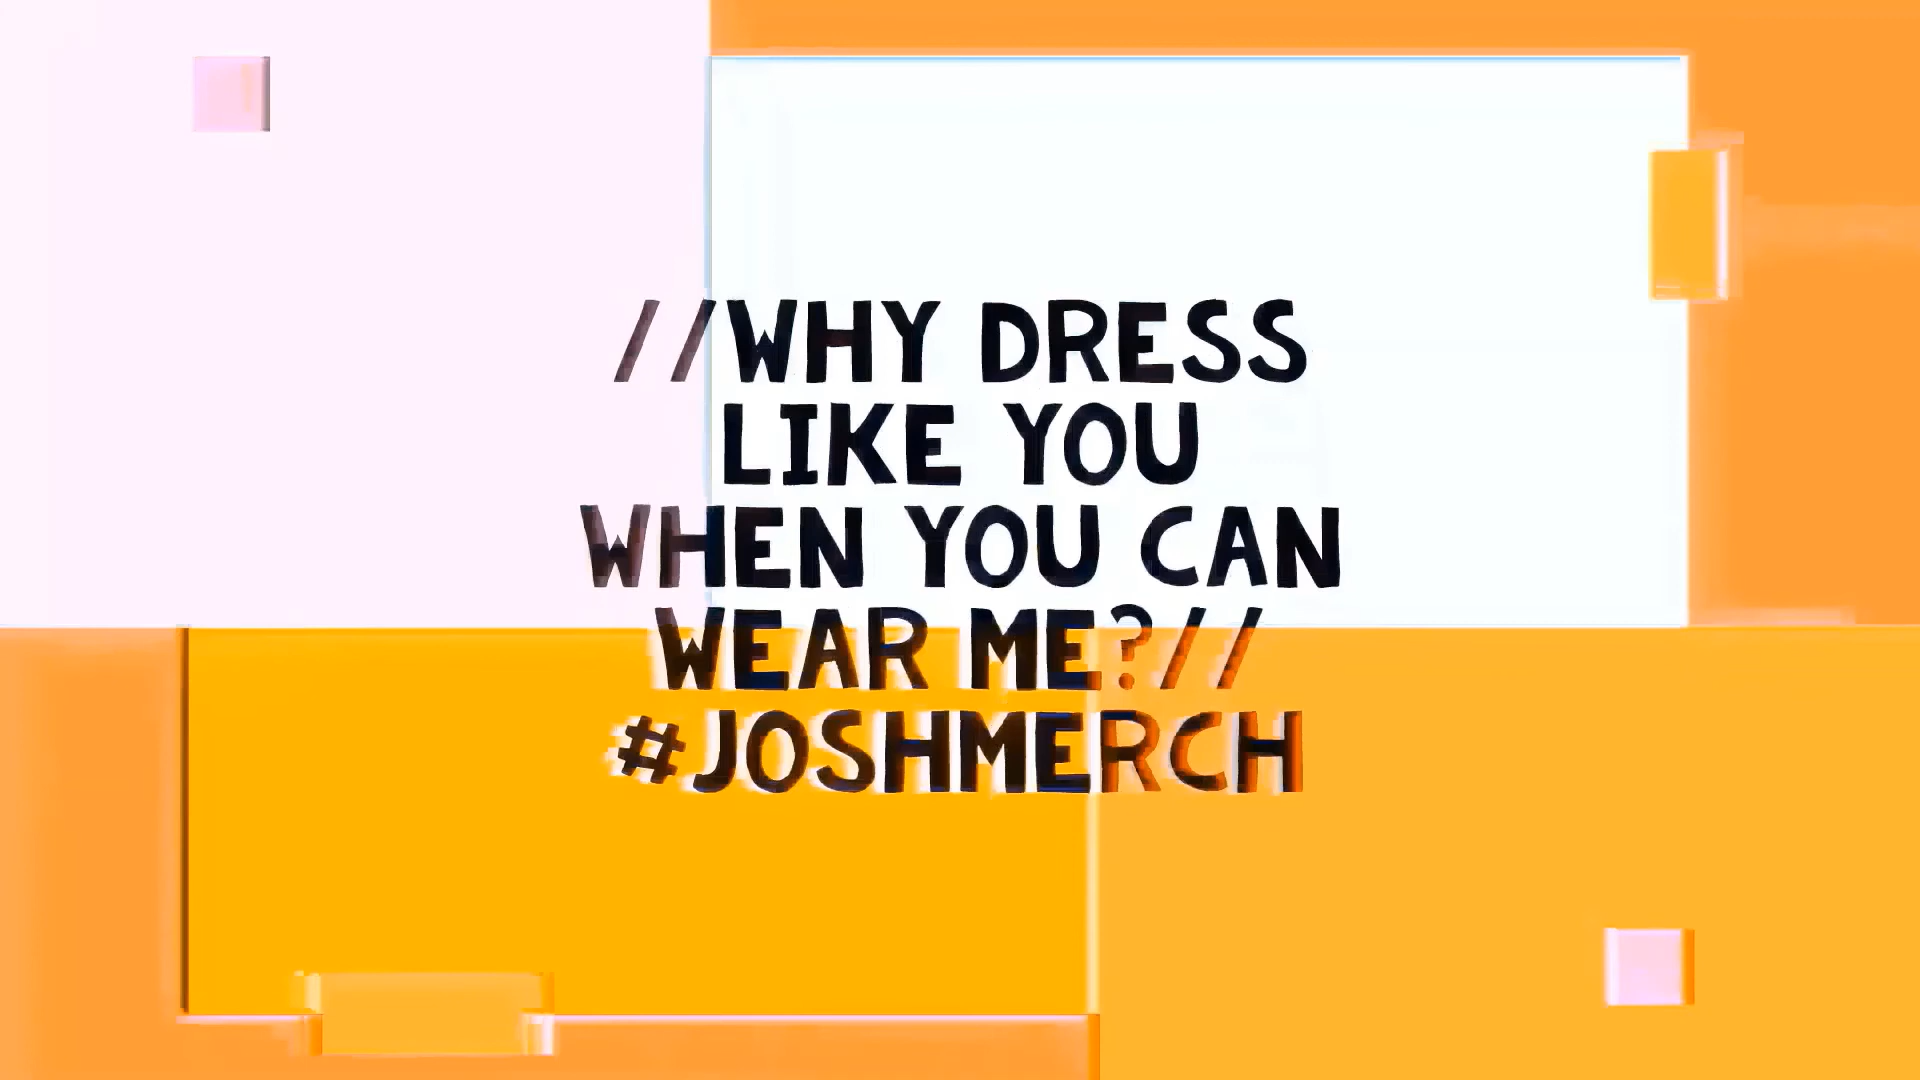 //WHY DRESS
LIKE YOU
WHEN YOU CAN
WEAR ME?//
#JOSHMERCH